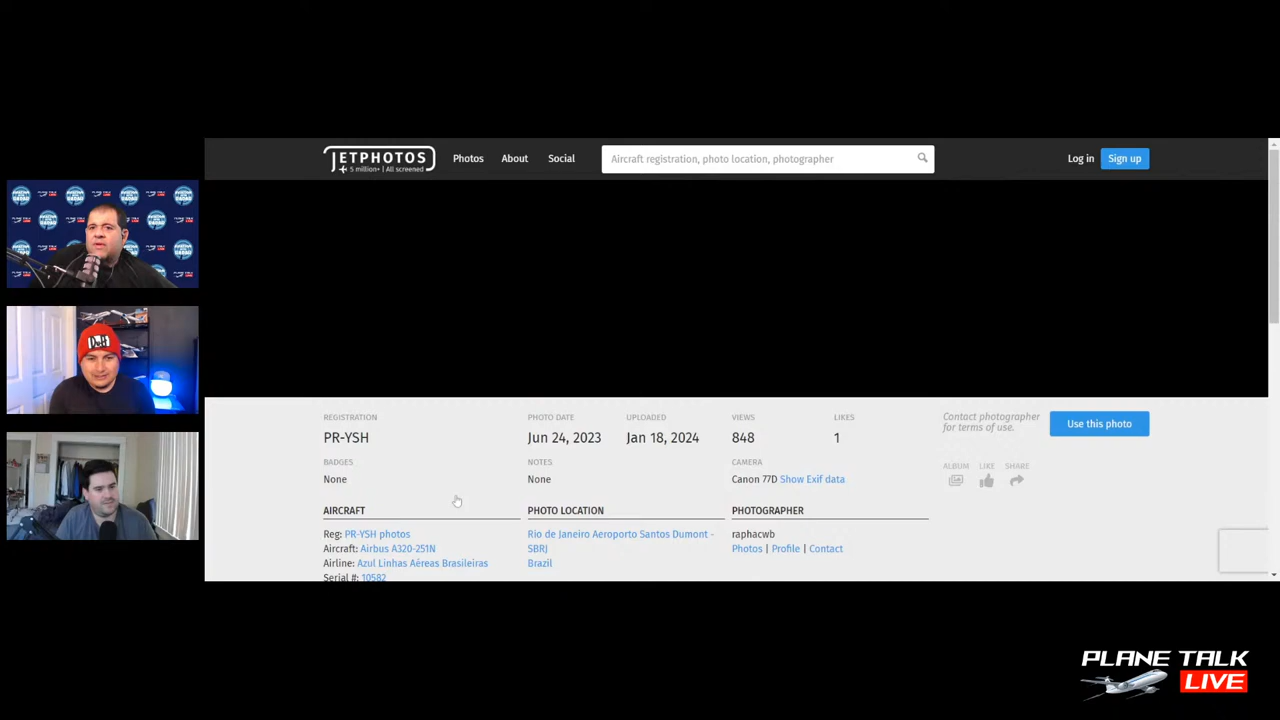 JETPHOTOS
5 million+ | All screened
Photos
About
Social
Aircraft registration, photo location, photographer
Log in
Sign up
REGISTRATION
PR-YSH
PHOTO DATE
Jun 24, 2023
UPLOADED
Jan 18, 2024
VIEWS
848
LIKES
1
Contact photographer
for terms of use.
Use this photo
BADGES
None
NOTES
None
CAMERA
Canon 77D Show Exif data
ALBUM
LIKE
SHARE
AIRCRAFT
Reg: PR-YSH photos
Aircraft: Airbus A320-251N
Airline: Azul Linhas Aéreas Brasileiras
Serial #: 10582
PHOTO LOCATION
Rio de Janeiro Aeroporto Santos Dumont -
SBRJ
Brazil
PHOTOGRAPHER
raphacwb
Photos | Profile | Contact
Duff
PLANE TALK
LIVE